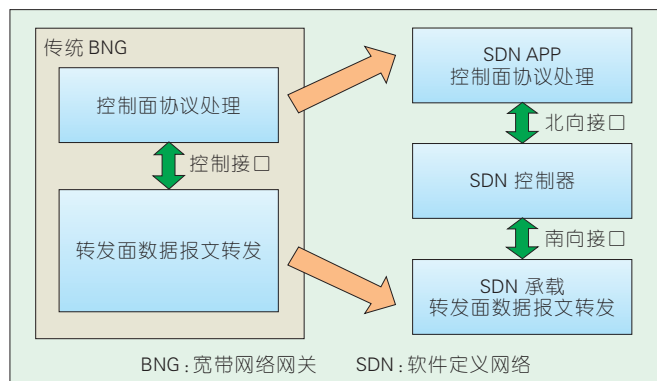 传统 BNG
控制面协议处理
控制接口
转发面数据报文转发
SDN APP
控制面协议处理
北向接口
SDN 控制器
南向接口
SDN 承载
转发面数据报文转发
BNG：宽带网络网关 SDN：软件定义网络